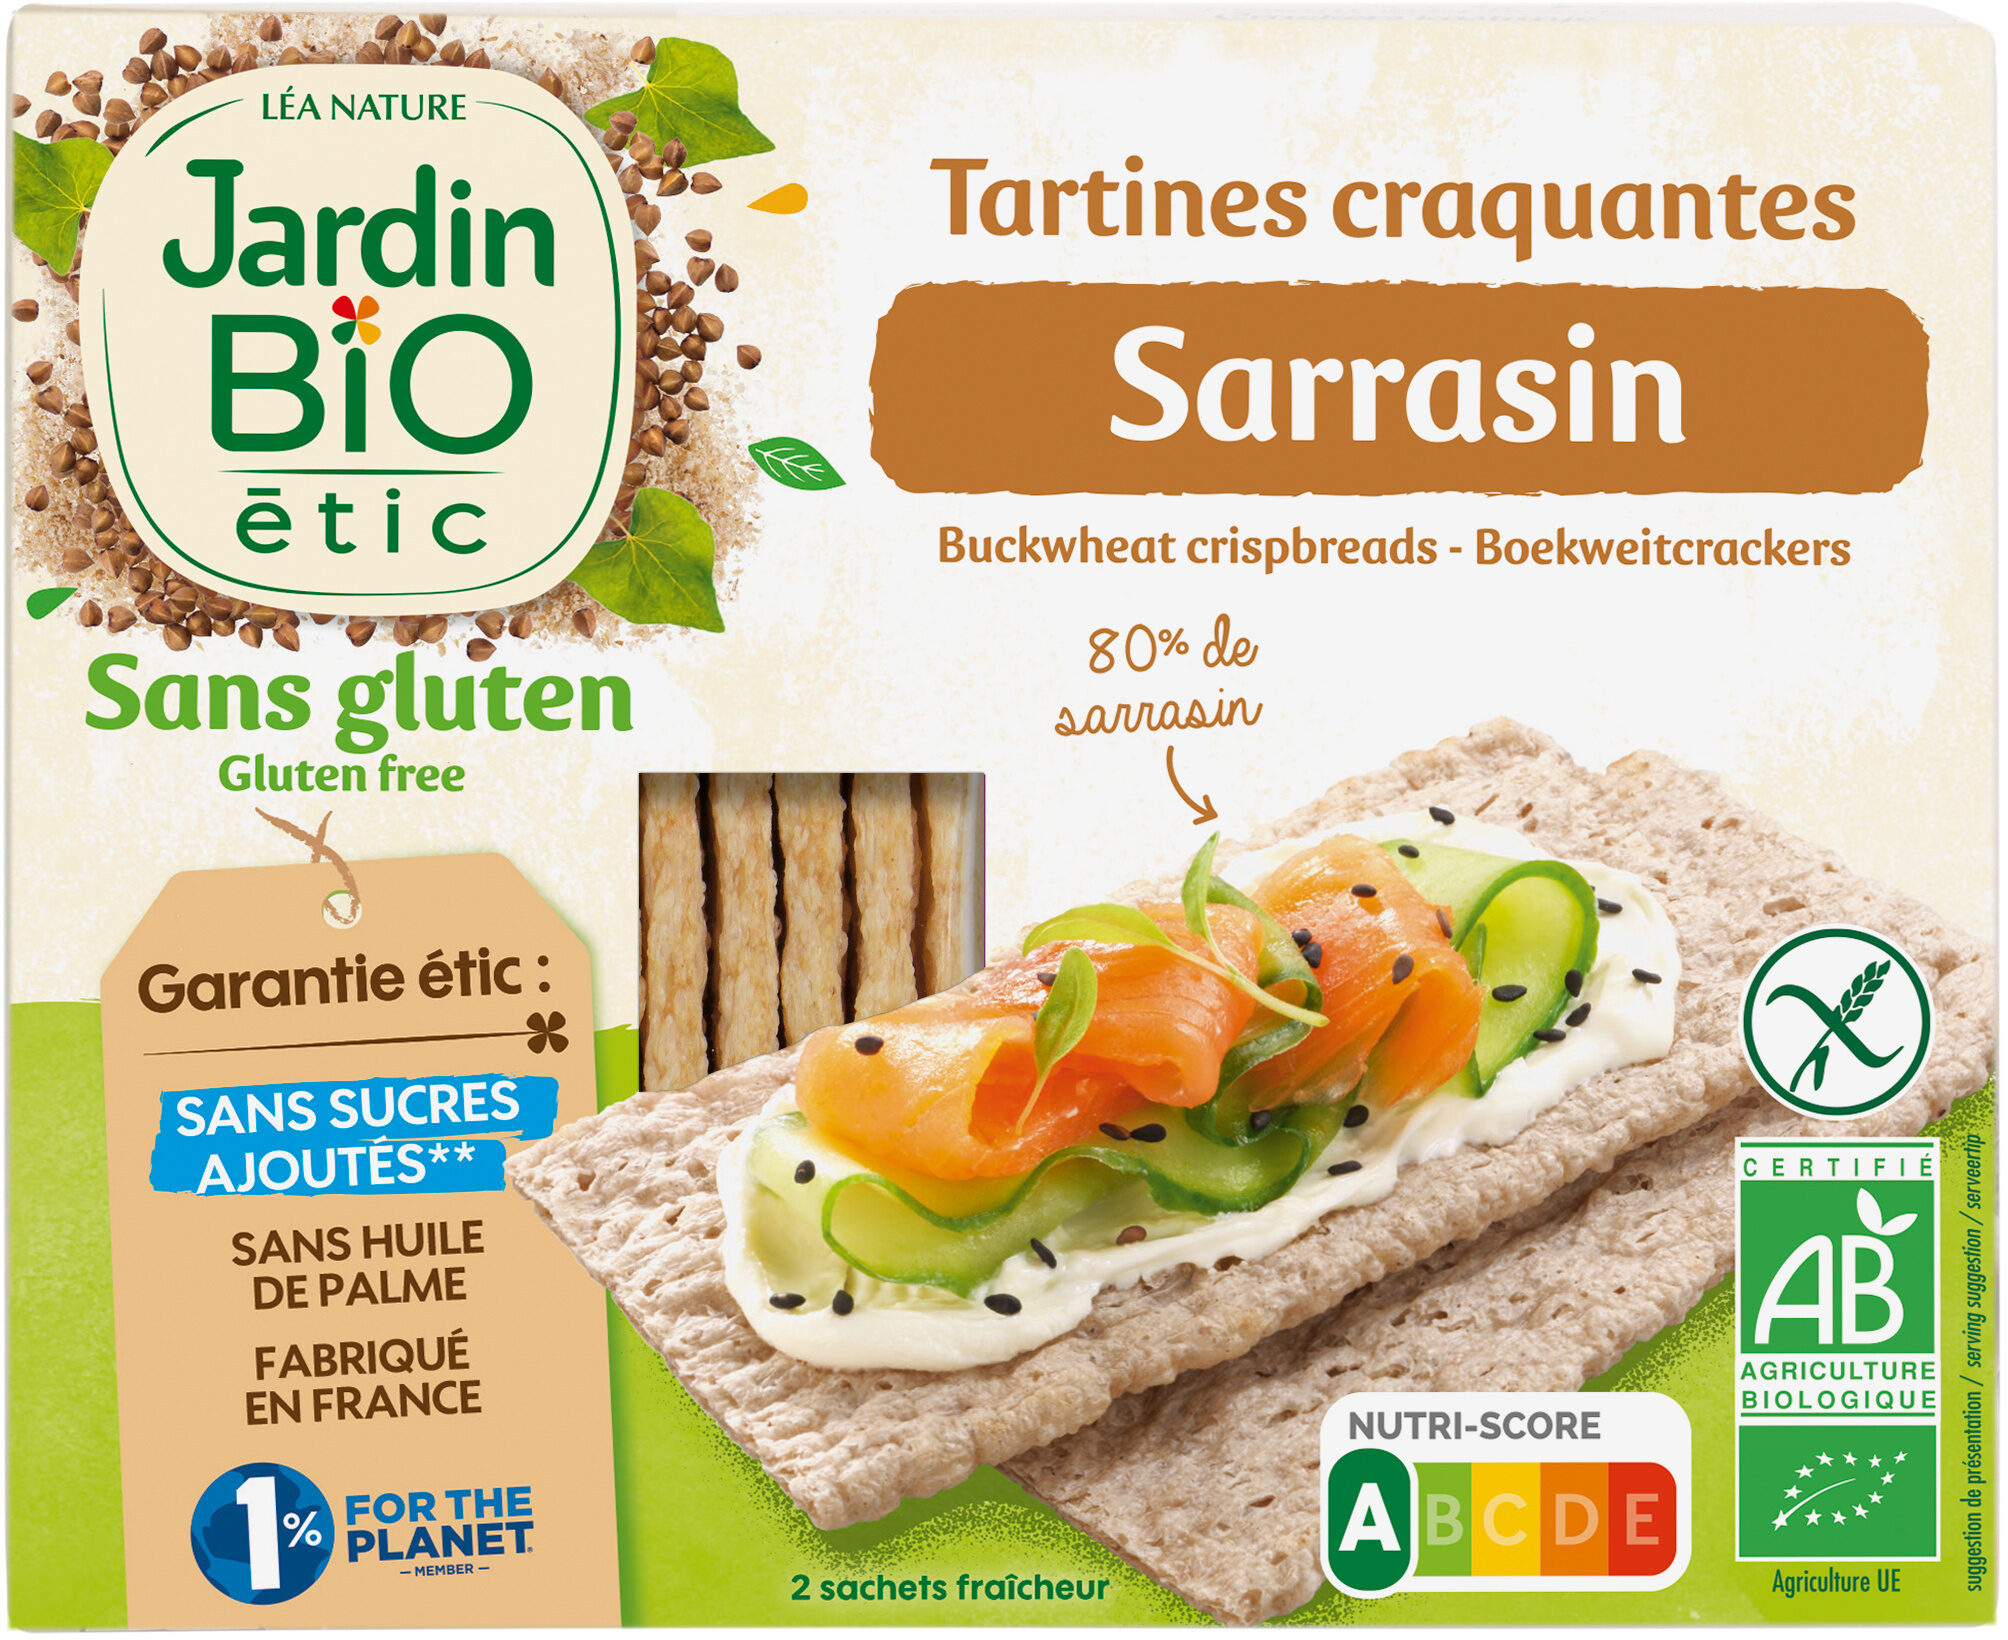 LÉA NATURE
Jardin
BiO
ētic
Sans gluten
Gluten free
Tartines craquantes
Sarrasin
Buckwheat crispbreads - Boekweitcrackers
80% de
sarrasin
Garantie étic :
SANS SUCRES
AJOUTÉS**
SANS HUILE
DE PALME
FABRIQUÉ
EN FRANCE
1%
FOR THE
PLANET®
MEMBER
2 sachets fraîcheur
NUTRI-SCORE
A B C D E
CERTIFIÉ
AB
AGRICULTURE
BIOLOGIQUE
Agriculture UE
suggestion de présentation / serving suggestion / serveertip